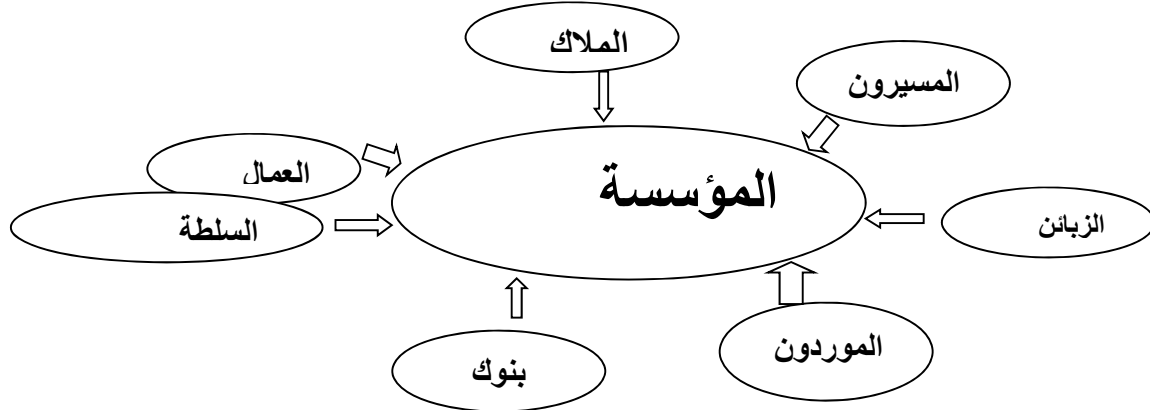 الملاك
المسيرون
العمال
المؤسسة
السلطة
الزبائن
الموردون
بنوك